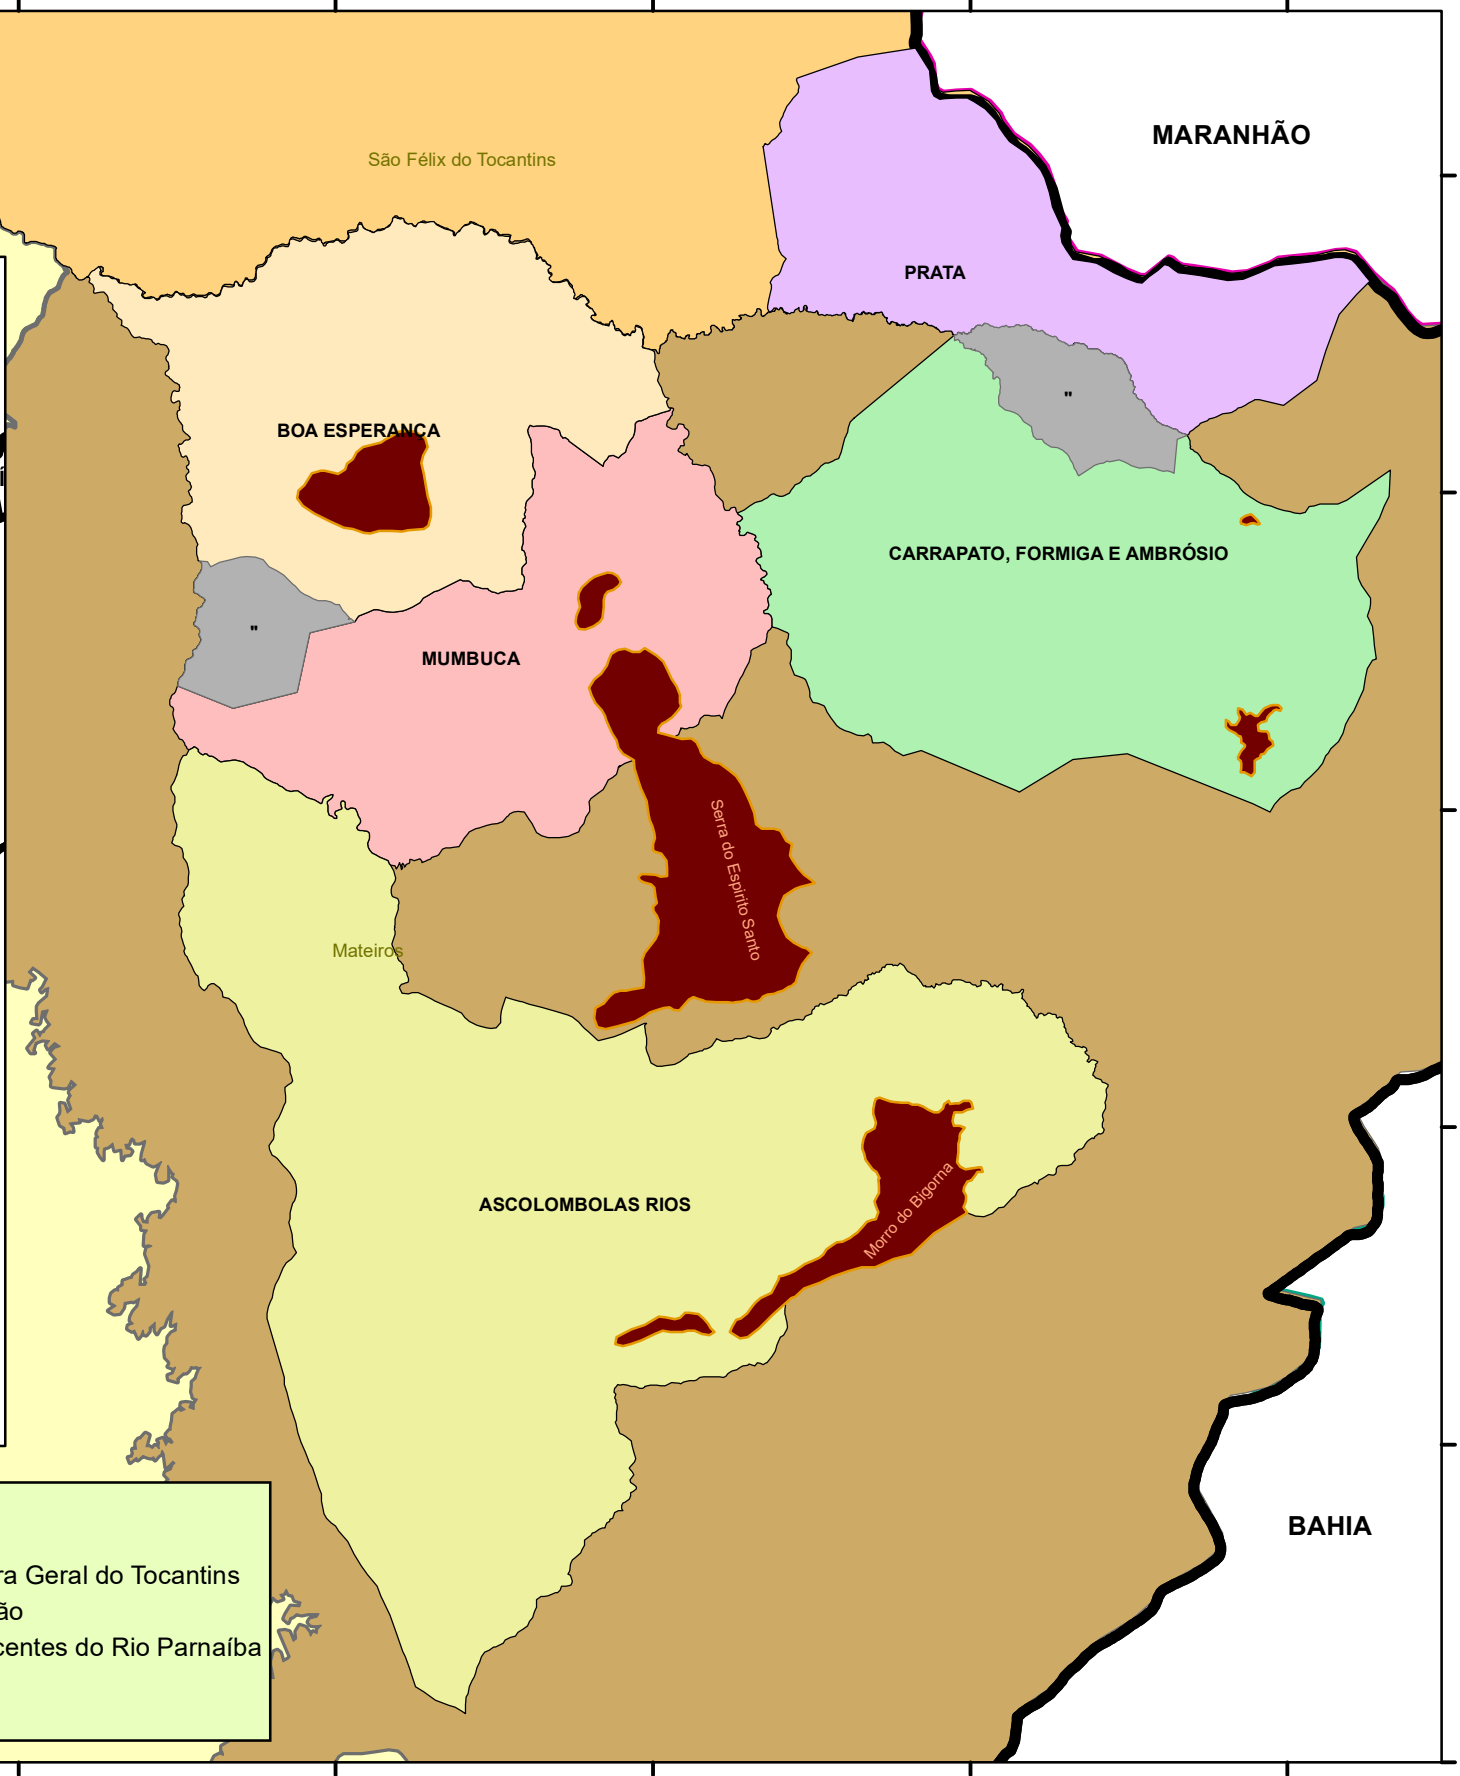 MARANHÃO
São Félix do Tocantins
PRATA
"
BOA ESPERANÇA
CARRAPATO, FORMIGA E AMBRÓSIO
"
MUMBUCA
Serra do Espirito Santo
Mateiros
ASCOLOMBOLAS RIOS
Morro do Bigorna
BAHIA
ra Geral do Tocantins
ão
centes do Rio Parnaíba